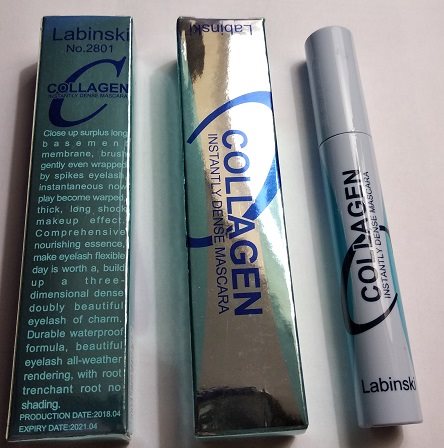 Labinski
No.2801
C
COLLAGEN
INSTANTLY DENSE MASCARA
Close up surplus long
basement
membrane, brush
gently even wrapped
by spikes eyelash,
instantaneous now
play become warped,
thick, long shock
makeup effect.
Comprehensive
nourishing essence,
make eyelash flexible
day is worth a, build
up a three-
dimensional dense
doubly beautiful
eyelash of charm.
Durable waterproof
formula, beautiful
eyelash all-weather
rendering, with root
trenchant root no
shading.
PRODUCTION DATE:2018.04
EXPIRY DATE:2021.04
Labinski
C
COLLAGEN
INSTANTLY DENSE MASCARA
C
COLLAGEN
INSTANTLY DENSE MASCARA
Labinski